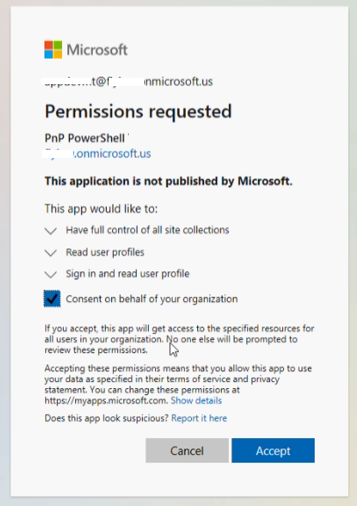 Microsoft
onmicrosoft.us
Permissions requested
PnP PowerShell
.onmicrosoft.us
This application is not published by Microsoft.
This app would like to:
Have full control of all site collections
Read user profiles
Sign in and read user profile
Consent on behalf of your organization
If you accept, this app will get access to the specified resources for
all users in your organization. No one else will be prompted to
review these permissions.
Accepting these permissions means that you allow this app to use
your data as specified in their terms of service and privacy
statement. You can change these permissions at
https://myapps.microsoft.com. Show details
Does this app look suspicious? Report it here
Cancel
Accept